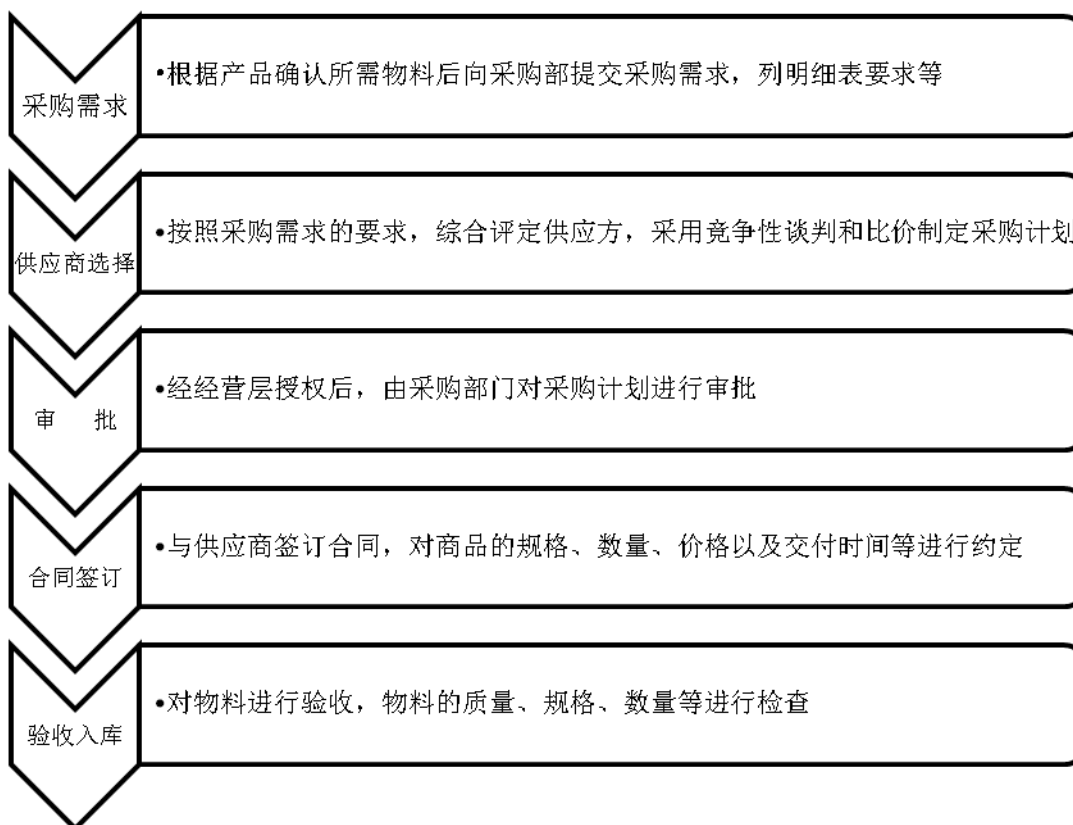 采购需求
•根据产品确认所需物料后向采购部提交采购需求，列明细表要求等
供应商选择
•按照采购需求的要求，综合评定供应方，采用竞争性谈判和比价制定采购计划
审 批
•经经营层授权后，由采购部门对采购计划进行审批
合同签订
•与供应商签订合同，对商品的规格、数量、价格以及交付时间等进行约定
验收入库
•对物料进行验收，物料的质量、规格、数量等进行检查